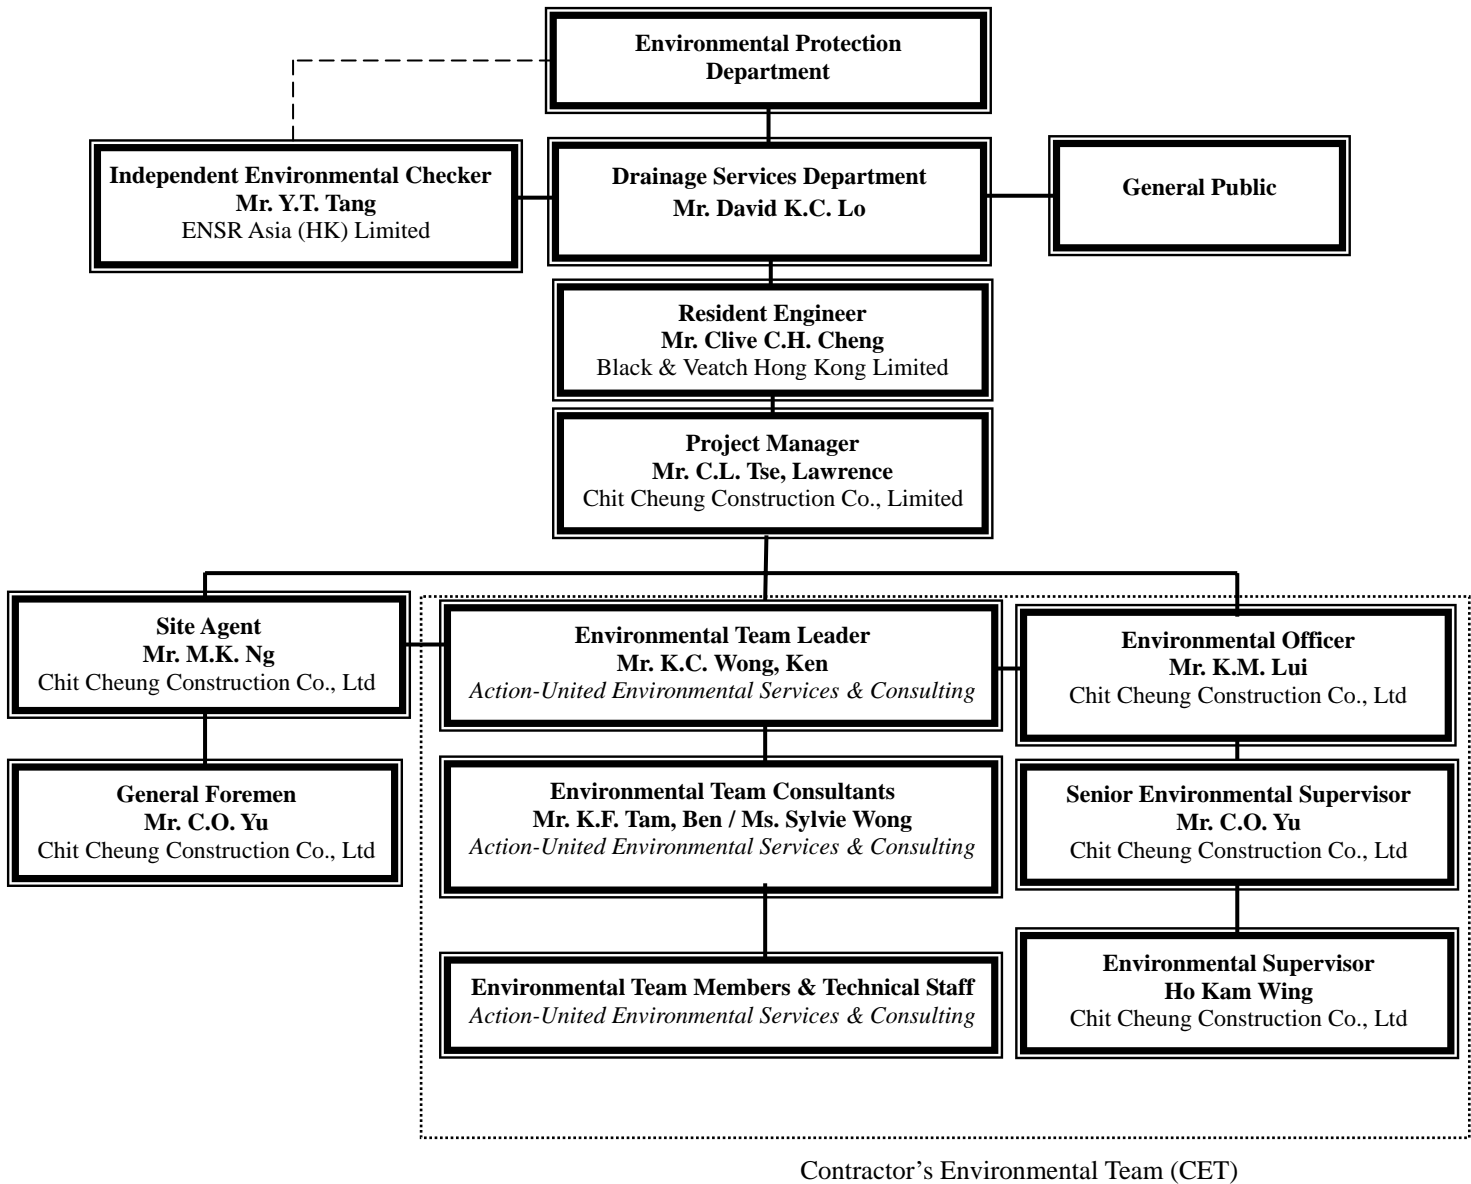 Environmental Protection
Department
Independent Environmental Checker
Mr. Y.T. Tang
ENSR Asia (HK) Limited
Drainage Services Department
Mr. David K.C. Lo
General Public
Resident Engineer
Mr. Clive C.H. Cheng
Black & Veatch Hong Kong Limited
Project Manager
Mr. C.L. Tse, Lawrence
Chit Cheung Construction Co., Limited
Site Agent
Mr. M.K. Ng
Chit Cheung Construction Co., Ltd
Environmental Team Leader
Mr. K.C. Wong, Ken
Action-United Environmental Services & Consulting
Environmental Officer
Mr. K.M. Lui
Chit Cheung Construction Co., Ltd
General Foremen
Mr. C.O. Yu
Chit Cheung Construction Co., Ltd
Environmental Team Consultants
Mr. K.F. Tam, Ben / Ms. Sylvie Wong
Action-United Environmental Services & Consulting
Senior Environmental Supervisor
Mr. C.O. Yu
Chit Cheung Construction Co., Ltd
Environmental Team Members & Technical Staff
Action-United Environmental Services & Consulting
Environmental Supervisor
Ho Kam Wing
Chit Cheung Construction Co., Ltd
Contractor’s Environmental Team (CET)